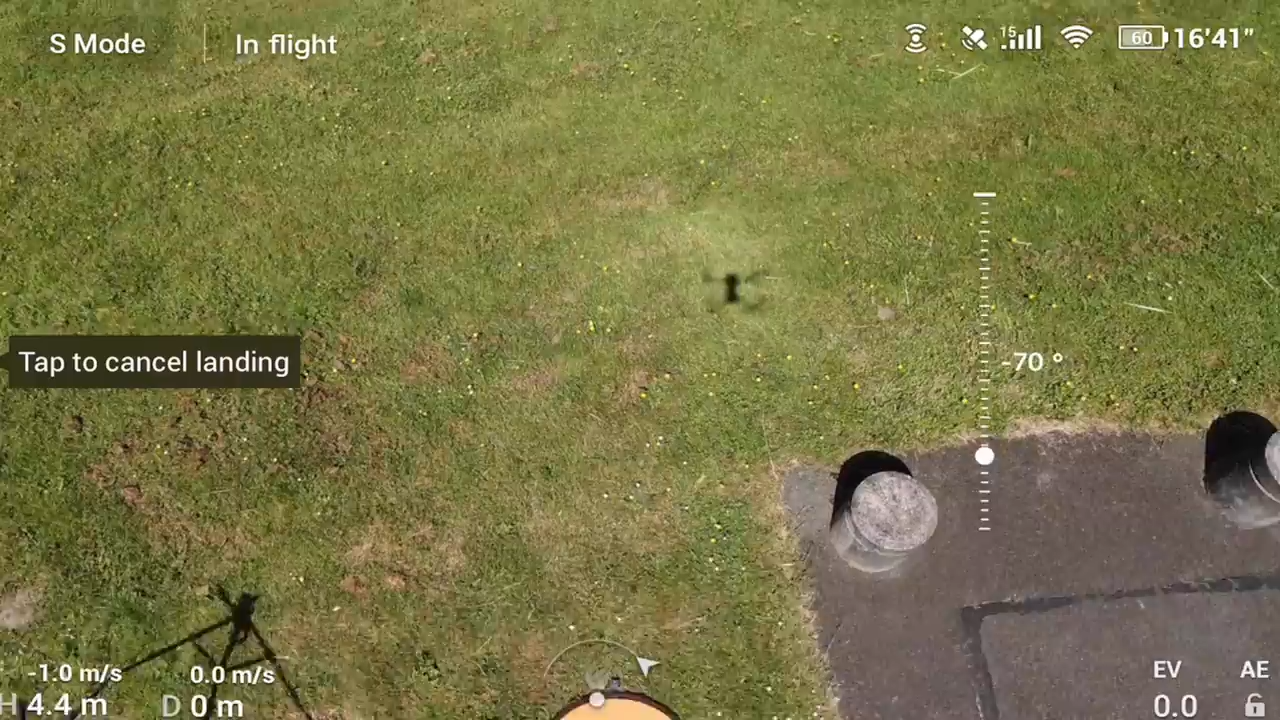 S Mode
In flight
15
60
16'41"
Tap to cancel landing
-70 °
-1.0 m/s
0.0 m/s
H 4.4 m
D 0 m
EV
AE
0.0